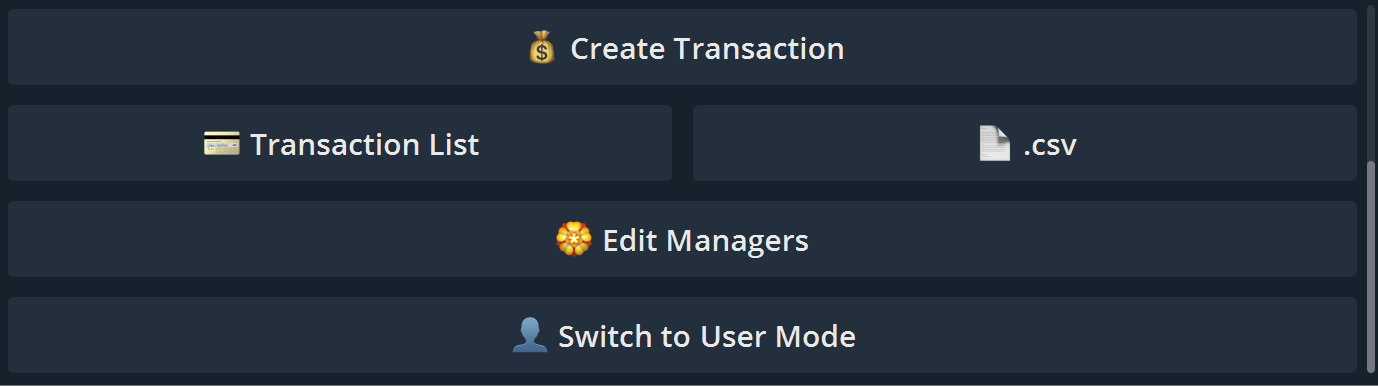 💰 Create Transaction
💳 Transaction List
📄 .csv
🏵 Edit Managers
👤 Switch to User Mode